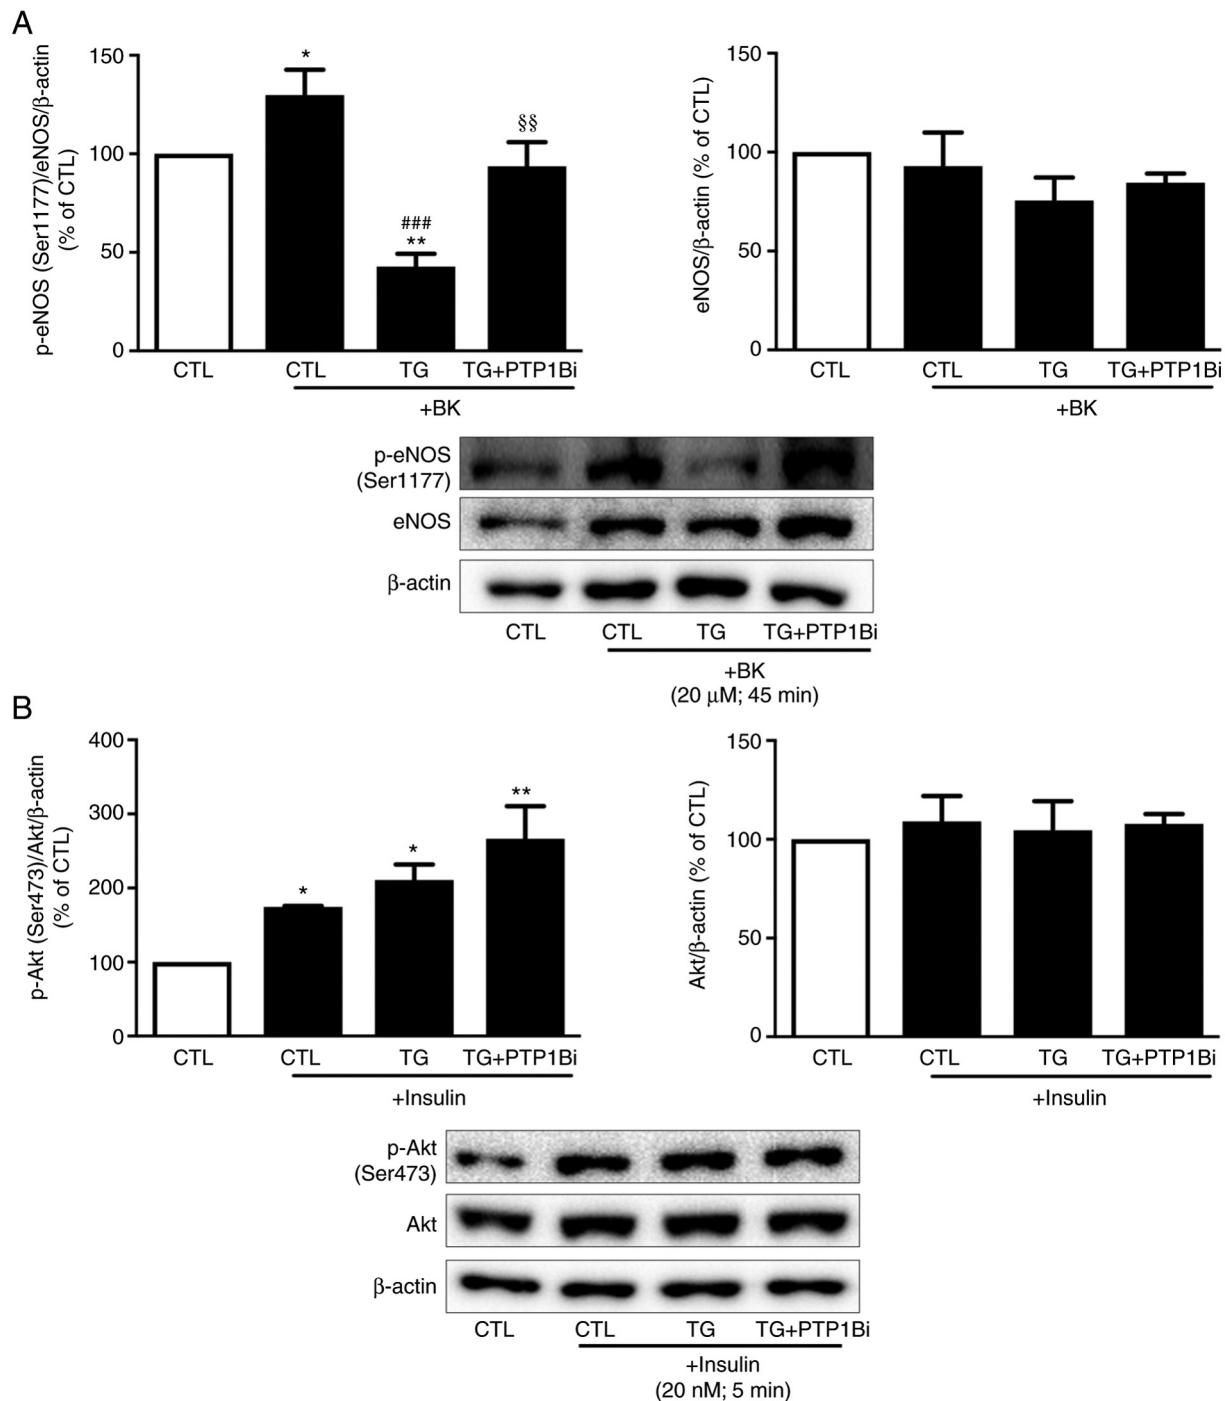 A
p-eNOS (Ser1177)/eNOS/β-actin
(% of CTL)
150
100
50
0
*
###
**
§§
CTL
CTL
TG
TG+PTP1Bi
+BK
eNOS/β-actin (% of CTL)
150
100
50
0
CTL
CTL
TG
TG+PTP1Bi
+BK
p-eNOS
(Ser1177)
eNOS
β-actin
CTL
CTL
TG
TG+PTP1Bi
+BK
(20 µM; 45 min)
B
p-Akt (Ser473)/Akt/β-actin
(% of CTL)
400
300
200
100
0
*
*
**
CTL
CTL
TG
TG+PTP1Bi
+Insulin
Akt/β-actin (% of CTL)
150
100
50
0
CTL
CTL
TG
TG+PTP1Bi
+Insulin
p-Akt
(Ser473)
Akt
β-actin
CTL
CTL
TG
TG+PTP1Bi
+Insulin
(20 nM; 5 min)